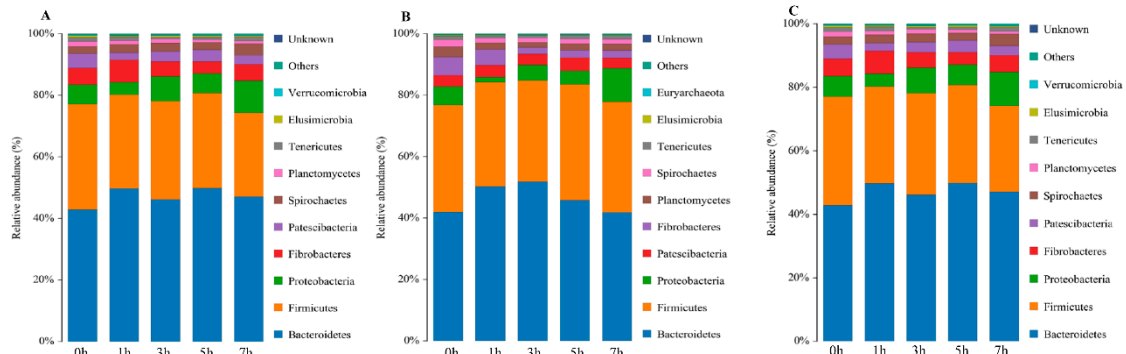 A
Relative abundance (%)
100%
80%
60%
40%
20%
0%
0h 1h 3h 5h 7h
Unknown
Others
Verrucomicrobia
Elusimicrobia
Tenericutes
Planctomycetes
Spirochaetes
Patescibacteria
Fibrobacteres
Proteobacteria
Firmicutes
Bacteroidetes
B
Relative abundance (%)
100%
80%
60%
40%
20%
0%
0h 1h 3h 5h 7h
Unknown
Others
Euryarchaeota
Elusimicrobia
Tenericutes
Spirochaetes
Planctomycetes
Fibrobacteres
Patescibacteria
Proteobacteria
Firmicutes
Bacteroidetes
C
Relative abundance (%)
100%
80%
60%
40%
20%
0%
0h 1h 3h 5h 7h
Unknown
Others
Verrucomicrobia
Elusimicrobia
Tenericutes
Planctomycetes
Spirochaetes
Patescibacteria
Fibrobacteres
Proteobacteria
Firmicutes
Bacteroidetes